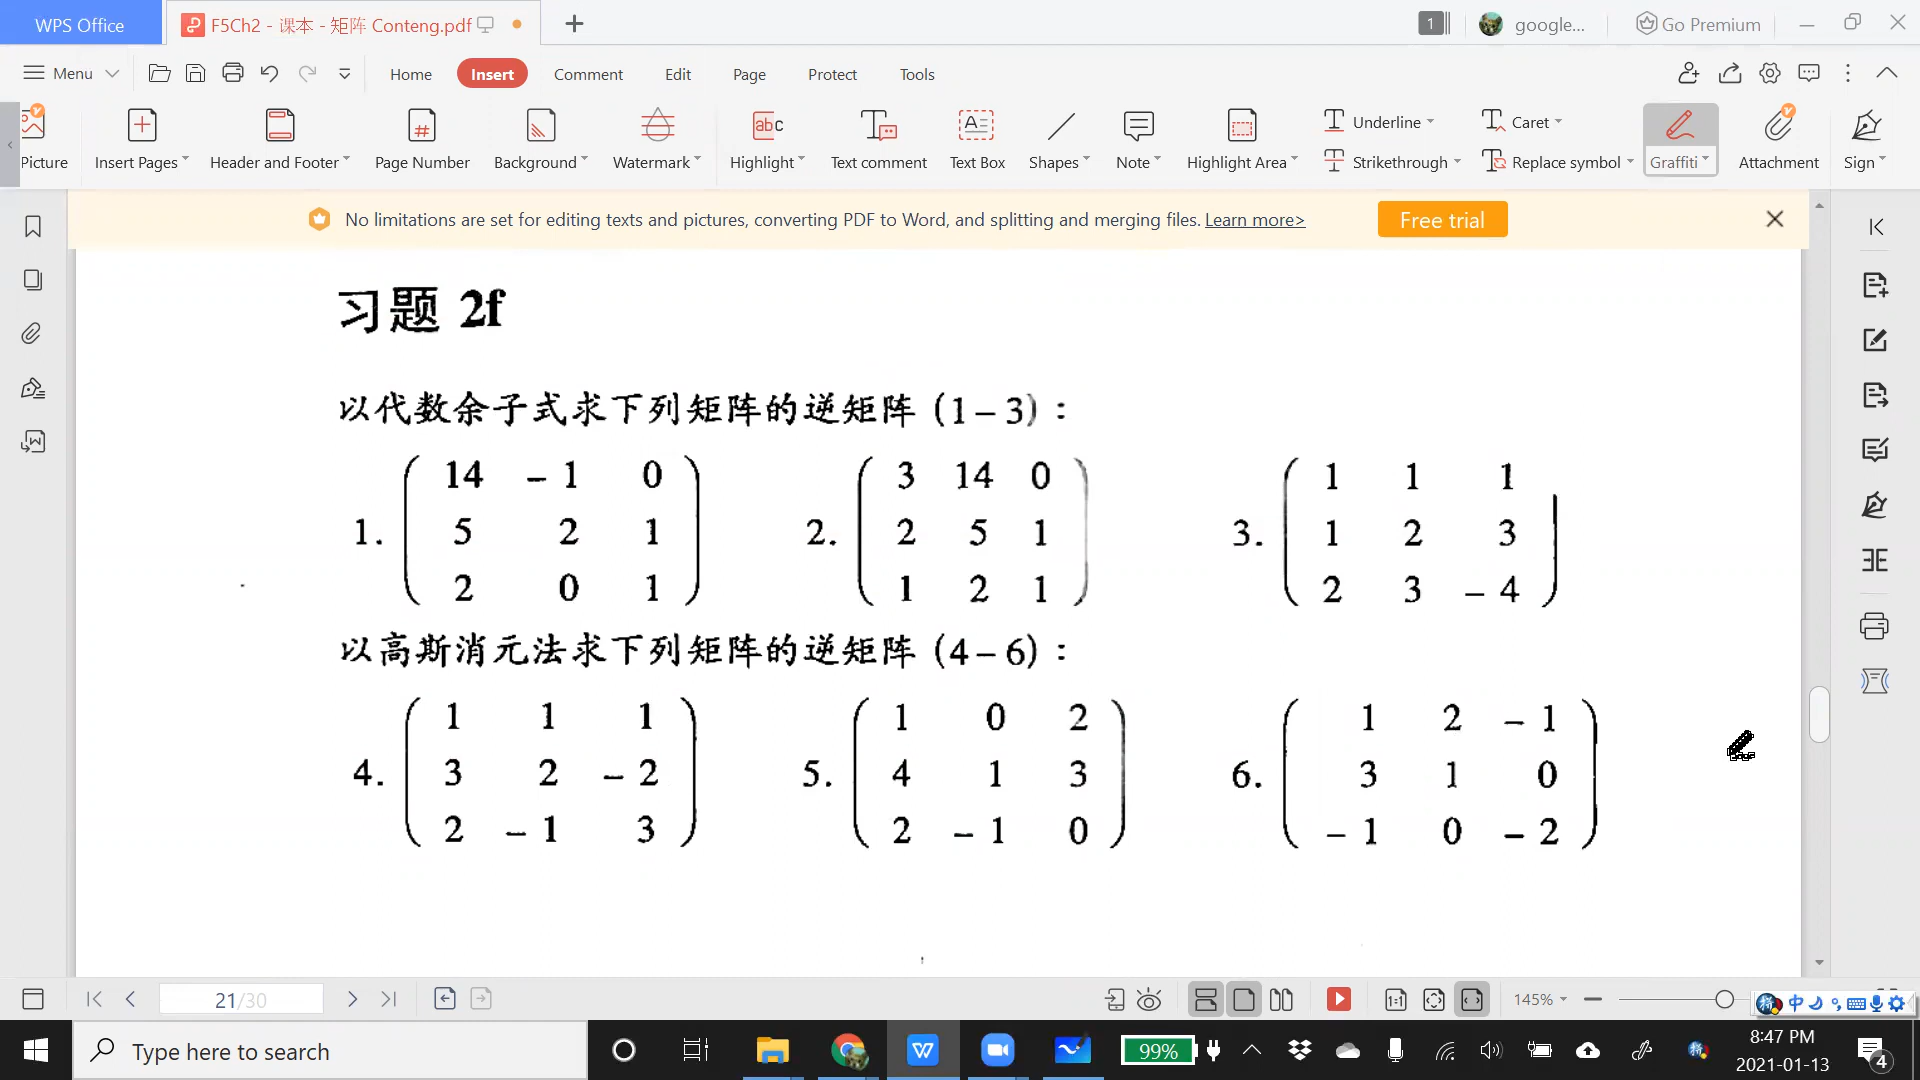 WPS Office
F5Ch2 - 课本 - 矩阵 Conteng.pdf
1
google...
Go Premium
Menu
Home
Insert
Comment
Edit
Page
Protect
Tools
Picture
Insert Pages
Header and Footer
Page Number
Background
Watermark
Highlight
Text comment
Text Box
Shapes
Note
Highlight Area
Underline
Strikethrough
Caret
Replace symbol
Graffiti
Attachment
Sign
No limitations are set for editing texts and pictures, converting PDF to Word, and splitting and merging files. Learn more>
Free trial
习题 2f
以代数余子式求下列矩阵的逆矩阵 (1 – 3) :
14 – 1 0 3 14 0 1 1 1
1. 5 2 1 2. 2 5 1 3. 1 2 3
2 0 1 1 2 1 2 3 – 4
以高斯消元法求下列矩阵的逆矩阵 (4 – 6) :
1 1 1 1 0 2 1 2 – 1
4. 3 2 – 2 5. 4 1 3 6. 3 1 0
2 – 1 3 2 – 1 0 – 1 0 – 2
21/30
1:1
145%
中
Type here to search
99%
8:47 PM
2021-01-13
4